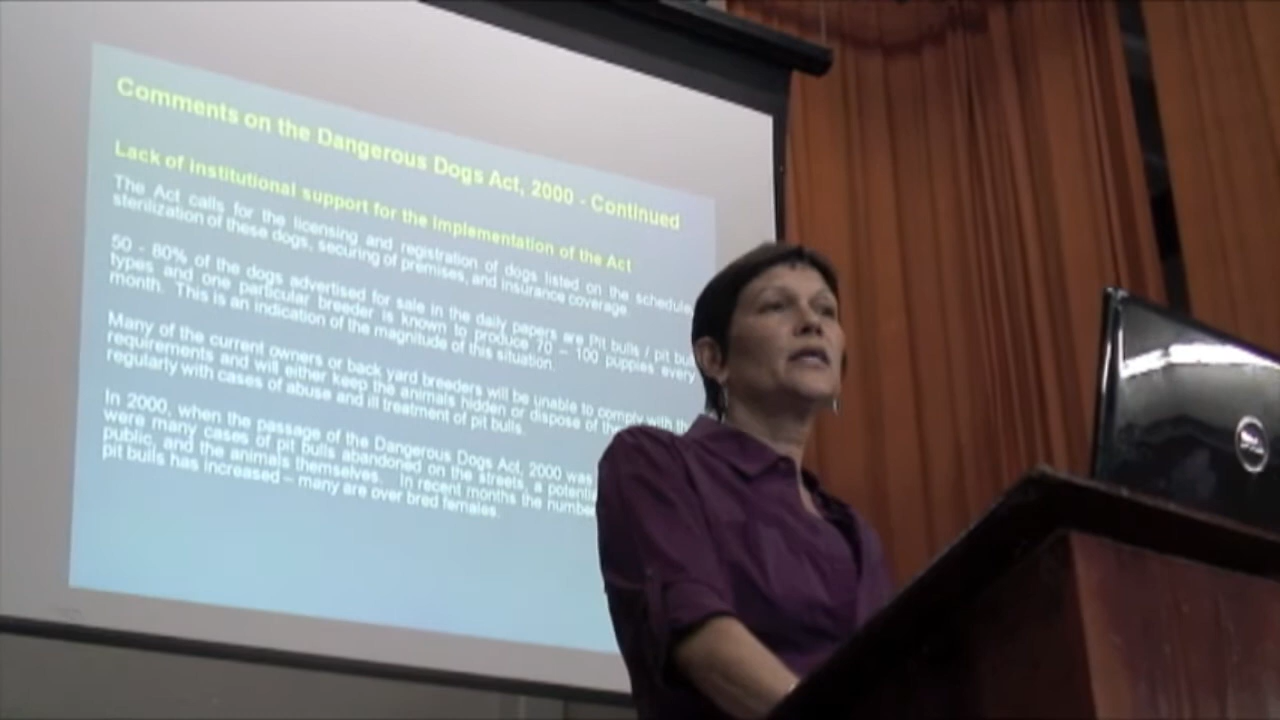 Comments on the Dangerous Dogs Act, 2000 - Continued
Lack of institutional support for the implementation of the Act
The Act calls for the licensing and registration of dogs listed on the schedule,
sterilization of these dogs, securing of premises, and insurance coverage.
50 - 80% of the dogs advertised for sale in the daily papers are Pit bulls / pit bu
types and one particular breeder is known to produce 70 – 100 puppies every
month. This is an indication of the magnitude of this situation.
Many of the current owners or back yard breeders will be unable to comply with th
requirements and will either keep the animals hidden or dispose of the
regularly with cases of abuse and ill treatment of pit bulls.
In 2000, when the passage of the Dangerous Dogs Act, 2000 was
were many cases of pit bulls abandoned on the streets, a potenti
public, and the animals themselves. In recent months the number
pit bulls has increased – many are over bred females.
DELL